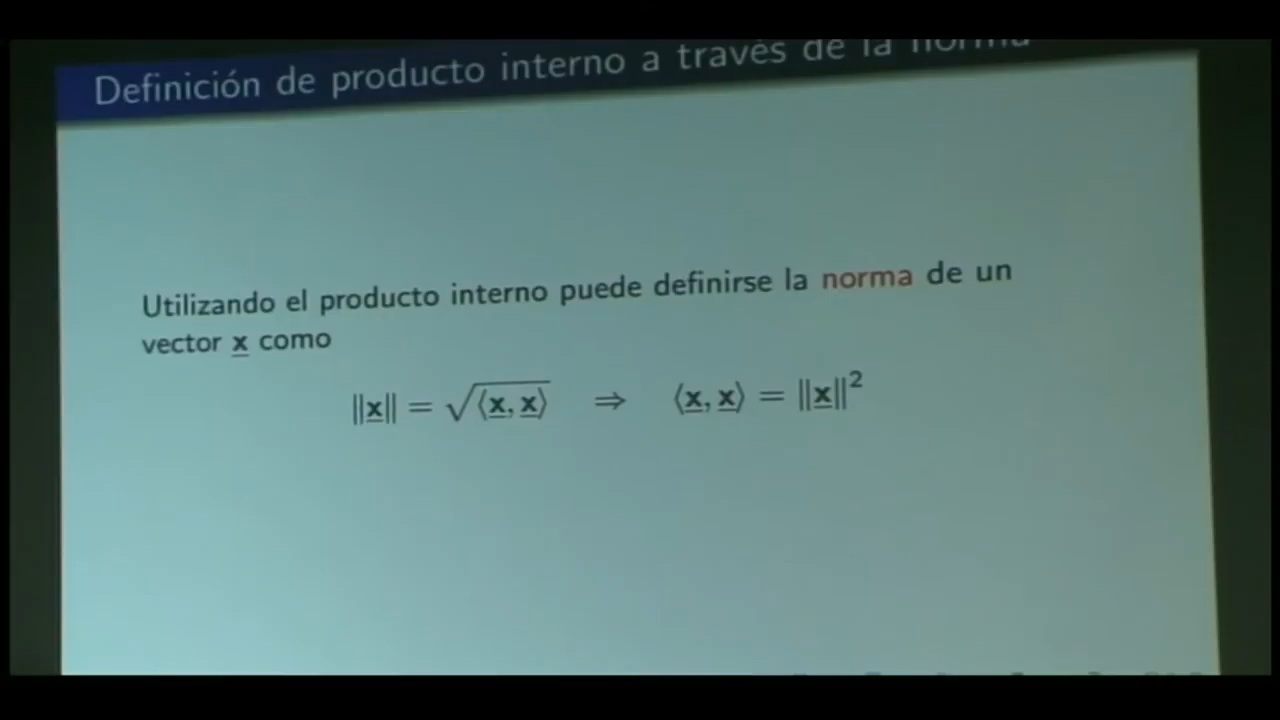 Definición de producto interno a través de la norma
Utilizando el producto interno puede definirse la norma de un
vector x como
‖x‖ = √⟨x, x⟩ ⇒ ⟨x, x⟩ = ‖x‖²